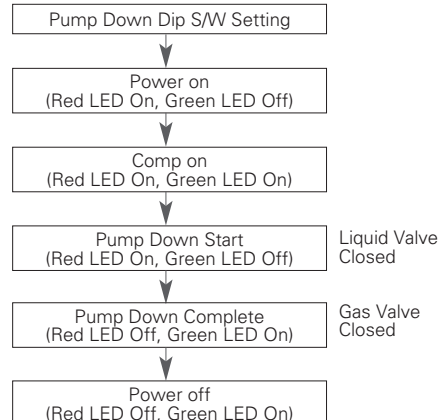 Pump Down Dip S/W Setting
Power on
(Red LED On, Green LED Off)
Comp on
(Red LED On, Green LED On)
Pump Down Start
(Red LED On, Green LED Off)
Liquid Valve
Closed
Pump Down Complete
(Red LED Off, Green LED On)
Gas Valve
Closed
Power off
(Red LED Off, Green LED On)